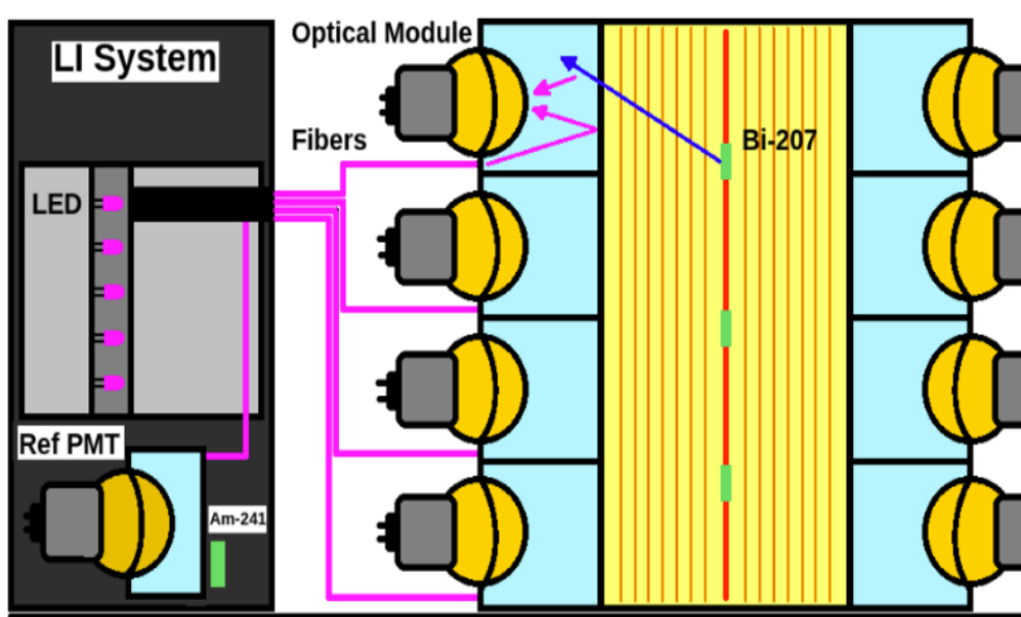 LI System
Optical Module
Fibers
Bi-207
LED
Ref PMT
Am-241